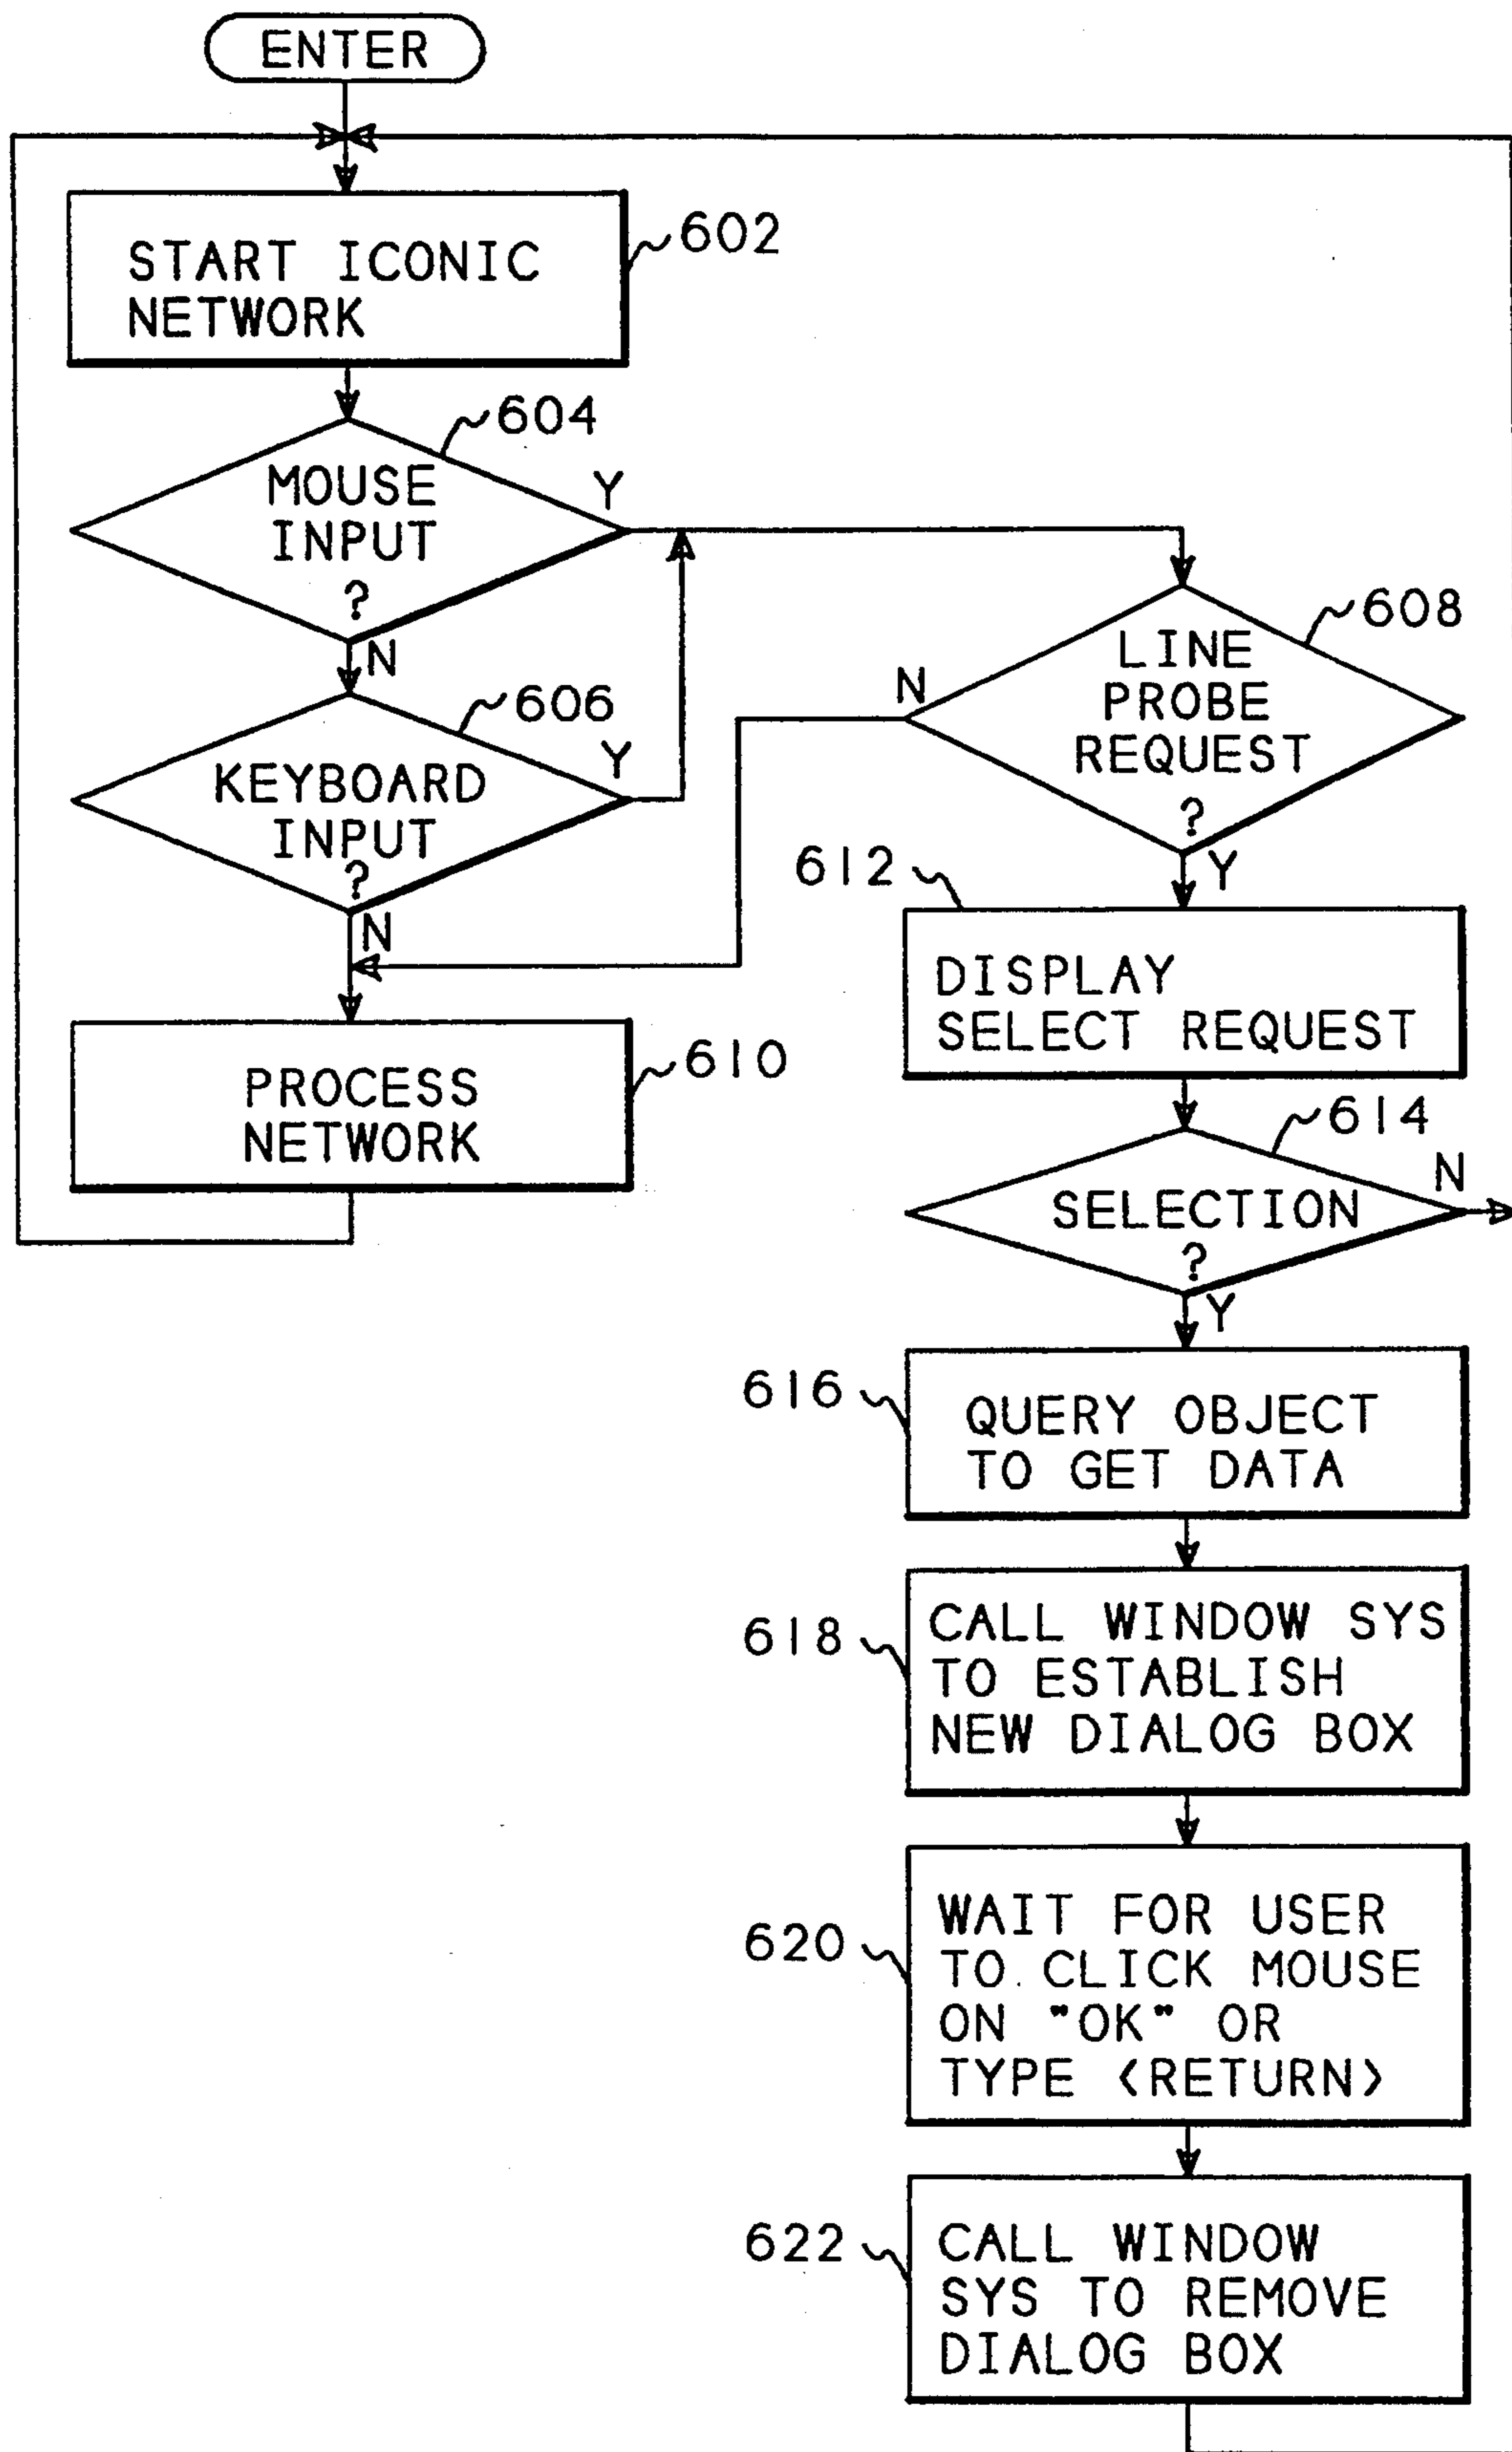 ENTER
START ICONIC
NETWORK
602
604
MOUSE
INPUT
?
Y
N
606
KEYBOARD
INPUT
?
Y
N
608
LINE
PROBE
REQUEST
?
N
Y
610
PROCESS
NETWORK
612
DISPLAY
SELECT REQUEST
614
SELECTION
?
N
Y
616
QUERY OBJECT
TO GET DATA
618
CALL WINDOW SYS
TO ESTABLISH
NEW DIALOG BOX
620
WAIT FOR USER
TO CLICK MOUSE
ON "OK" OR
TYPE <RETURN>
622
CALL WINDOW
SYS TO REMOVE
DIALOG BOX